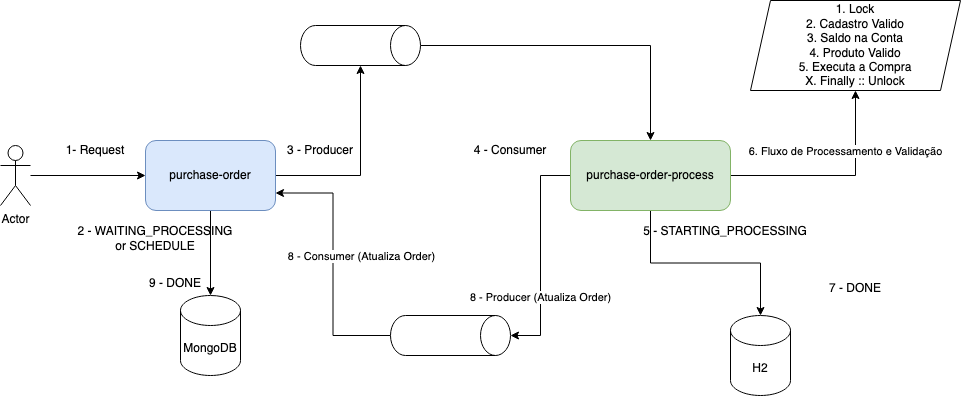 1. Lock
2. Cadastro Valido
3. Saldo na Conta
4. Produto Valido
5. Executa a Compra
X. Finally :: Unlock
1- Request
3 - Producer
4 - Consumer
6. Fluxo de Processamento e Validação
purchase-order
purchase-order-process
Actor
2 - WAITING_PROCESSING
or SCHEDULE
5 - STARTING_PROCESSING
8 - Consumer (Atualiza Order)
9 - DONE
7 - DONE
8 - Producer (Atualiza Order)
MongoDB
H2